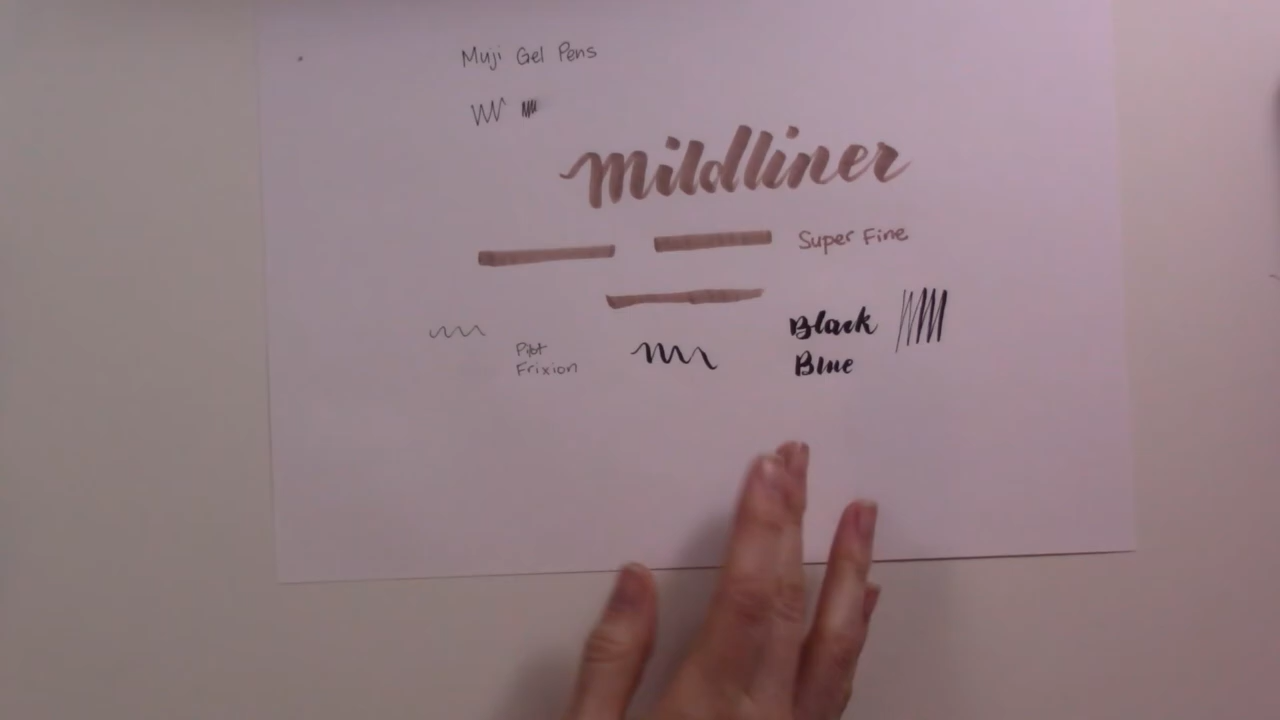 Muji Gel Pens
mildliner
Super Fine
Black
Blue
Pilot
Frixion